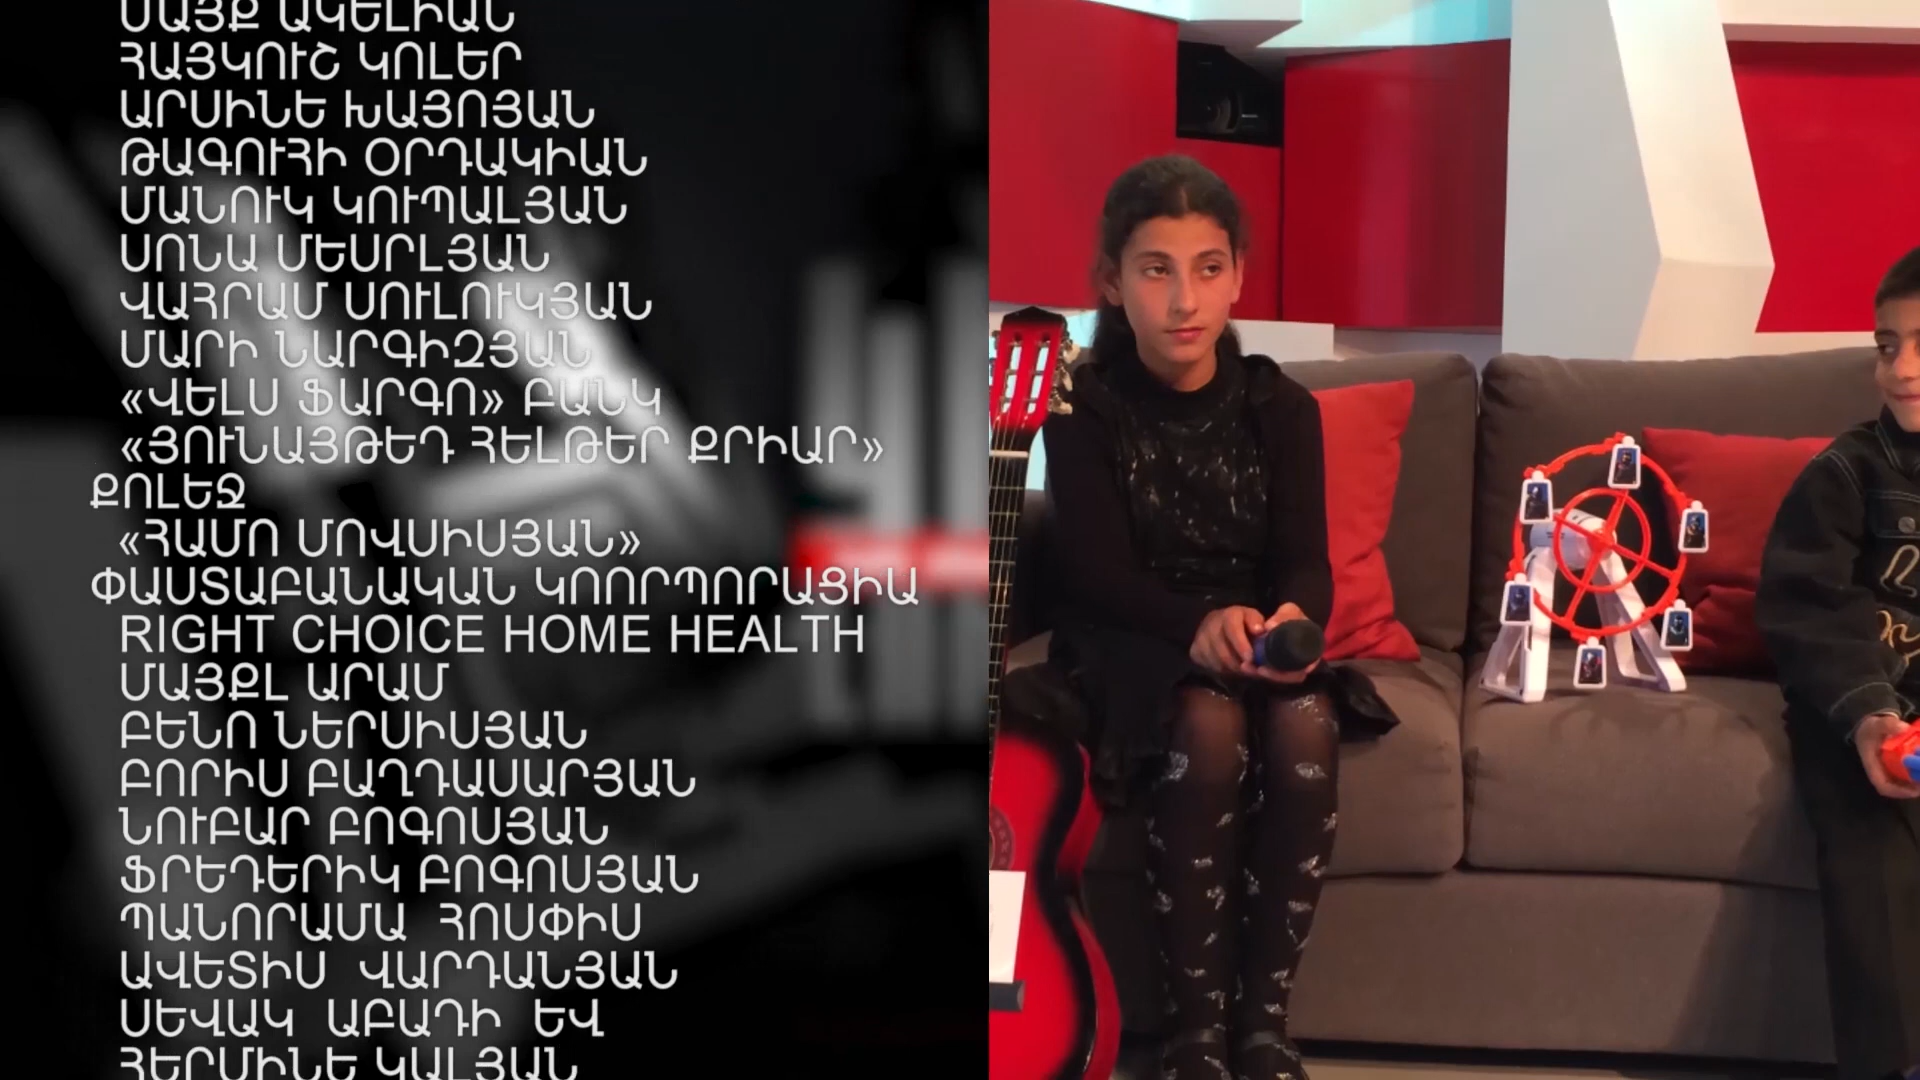 ՄԱՅՔ ԱԿԵԼԻԱՆ
ՀԱՅԿՈՒՇ ԿՈԼԵՐ
ԱՐՍԻՆԵ ԽԱՅՈՅԱՆ
ԹԱԳՈՒՀԻ ՕՐԴԱԿԻԱՆ
ՄԱՆՈՒԿ ԿՈՒՊԱԼՅԱՆ
ՍՈՆԱ ՄԵՍՐԼՅԱՆ
ՎԱՀՐԱՄ ՍՈՒԼՈՒԿՅԱՆ
ՄԱՐԻ ՆԱՐԳԻԶՅԱՆ
«ՎԵԼՍ ՖԱՐԳՈ» ԲԱՆԿ
«ՅՈՒՆԱՅԹԵԴ ՀԵԼԹԵՐ ՔՐԻԱՐ»
ՔՈԼԵՋ
«ՀԱՄՈ ՄՈՎՍԻՍՅԱՆ»
ՓԱՍՏԱԲԱՆԱԿԱՆ ԿՈՈՐՊՈՐԱՑԻԱ
RIGHT CHOICE HOME HEALTH
ՄԱՅՔԼ ԱՐԱՄ
ԲԵՆՈ ՆԵՐՍԻՍՅԱՆ
ԲՈՐԻՍ ԲԱՂԴԱՍԱՐՅԱՆ
ՆՈՒԲԱՐ ԲՈԳՈՍՅԱՆ
ՖՐԵԴԵՐԻԿ ԲՈԳՈՍՅԱՆ
ՊԱՆՈՐԱՄԱ ՀՈՍՓԻՍ
ԱՎԵՏԻՍ ՎԱՐԴԱՆՅԱՆ
ՍԵՎԱԿ ԱԲԱԴԻ ԵՎ
ՀԵՐՄԻՆԵ ԿԱԼՅԱՆ